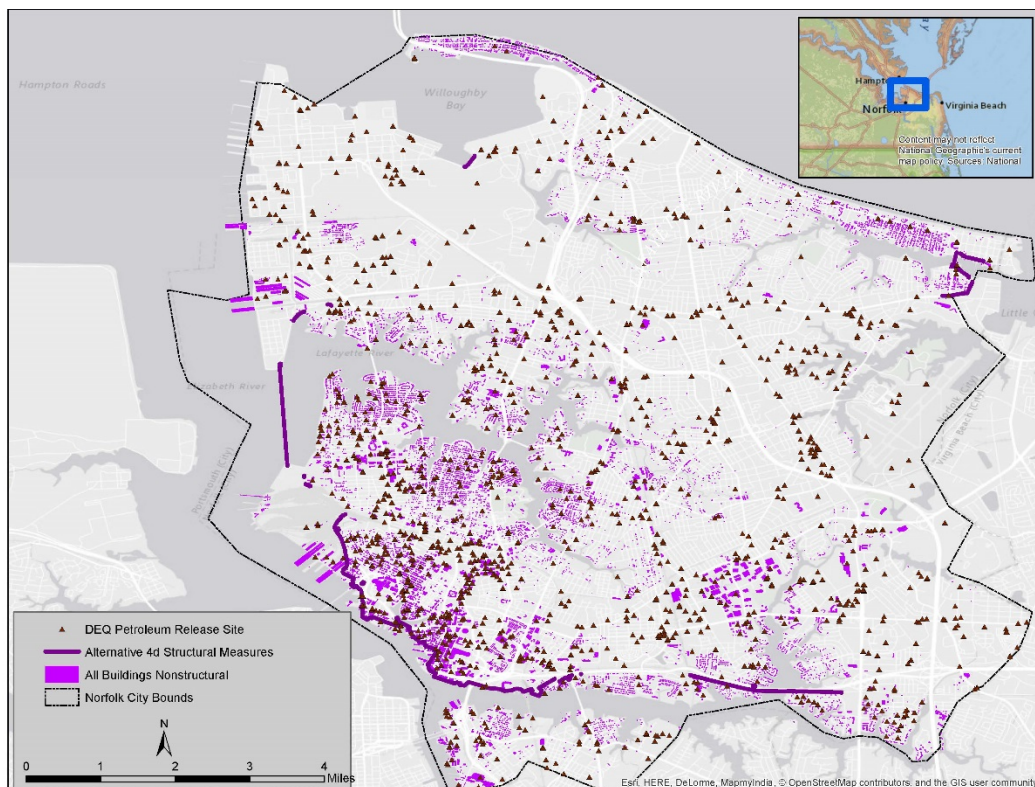 Hampton Roads
Willoughby
Bay
Hampton
Norfolk
Virginia Beach
Content may not reflect
National Geographic's current
map policy. Sources: National
Lafayette River
Elizabeth River
Little
DEQ Petroleum Release Site
Alternative 4d Structural Measures
All Buildings Nonstructural
Norfolk City Bounds
N
0 1 2 3 4
Miles
Esri, HERE, DeLorme, MapmyIndia, © OpenStreetMap contributors, and the GIS user community